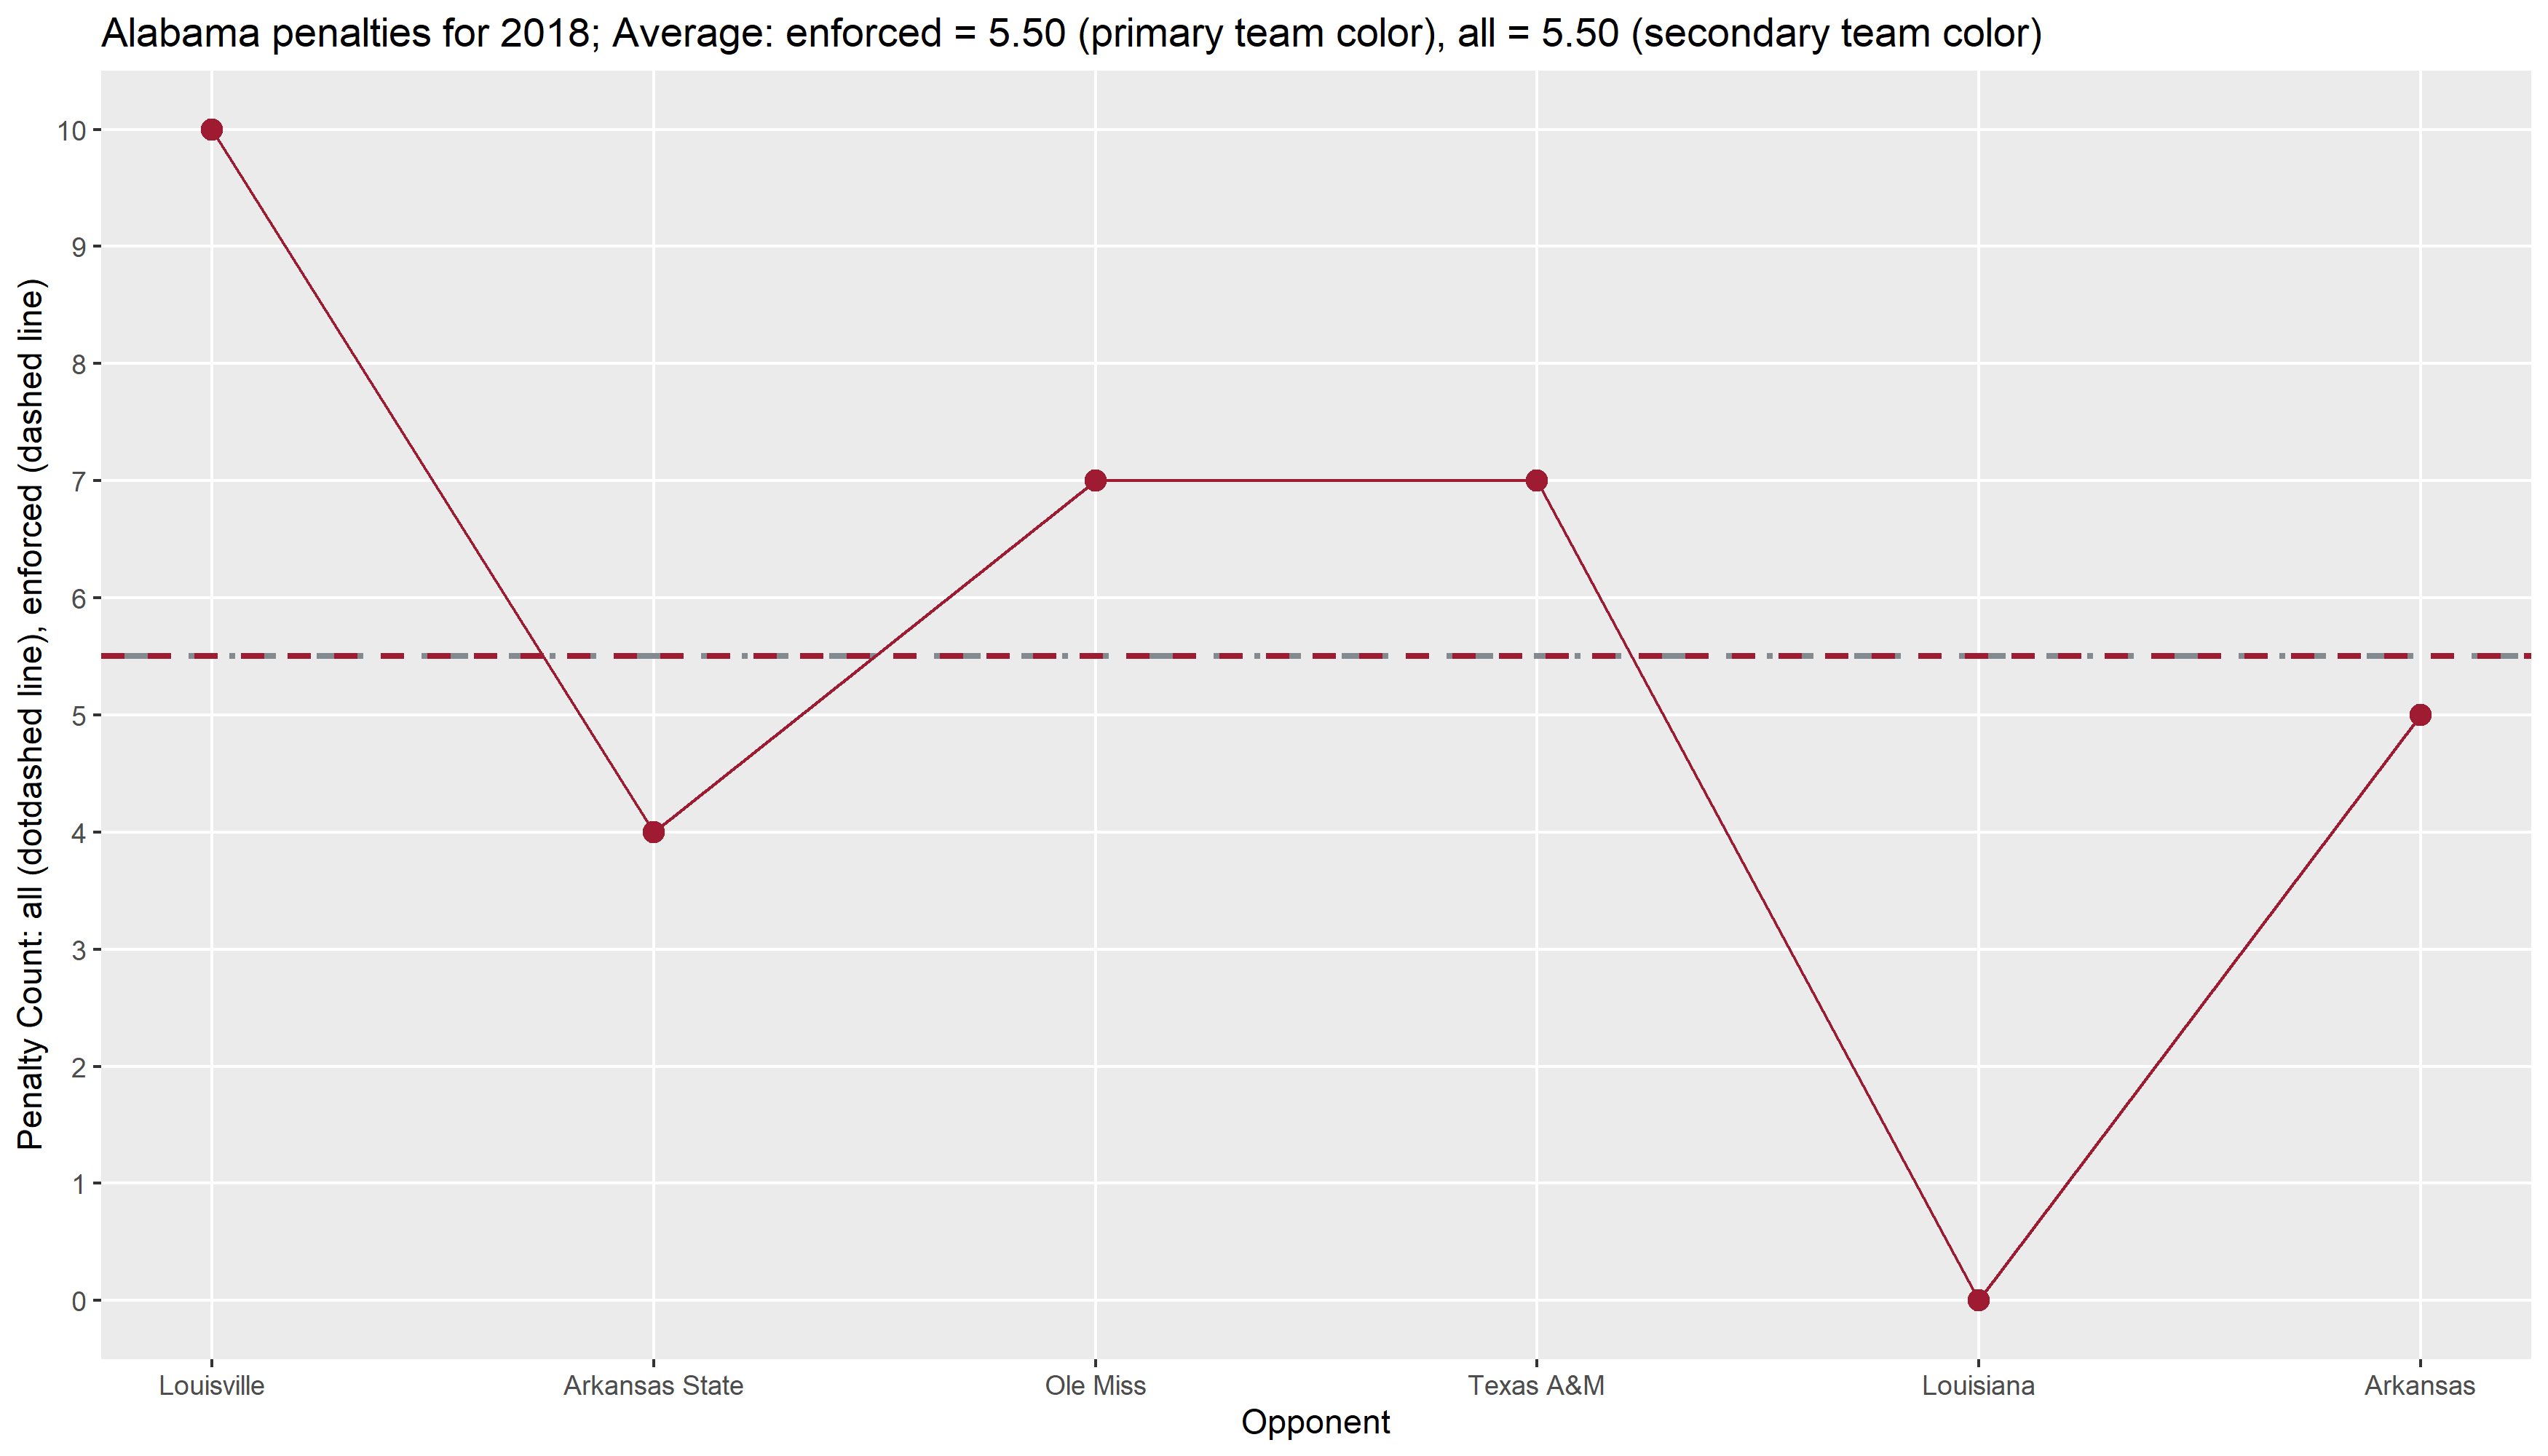 Alabama penalties for 2018; Average: enforced = 5.50 (primary team color), all = 5.50 (secondary team color)
Penalty Count: all (dotdashed line), enforced (dashed line)
10
9
8
7
6
5
4
3
2
1
0
Louisville
Arkansas State
Ole Miss
Texas A&M
Louisiana
Arkansas
Opponent